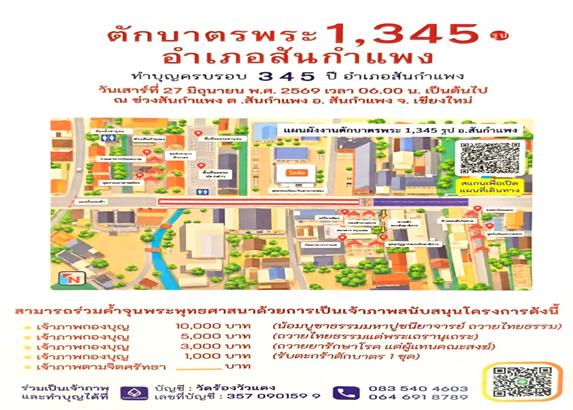 ตักบาตรพระ 1,345 รูป
อำเภอสันกำแพง
ทำบุญครบรอบ 345 ปี อำเภอสันกำแพง
วันเสาร์ที่ 27 มิถุนายน พ.ศ. 2569 เวลา 06.00 น. เป็นต้นไป
ณ ข่วงสันกำแพง ต.สันกำแพง อ. สันกำแพง จ. เชียงใหม่
แผนผังงานตักบาตรพระ 1,345 รูป อ.สันกำแพง
สแกนเพื่อเปิด
แผนที่เดินทาง
N
สามารถร่วมค้ำจุนพระพุทธศาสนาด้วยการเป็นเจ้าภาพสนับสนุนโครงการดังนี้
• เจ้าภาพกองบุญ 10,000 บาท (น้อมบูชาธรรมมหาปูชนียาจารย์ ถวายไทยธรรม)
• เจ้าภาพกองบุญ 5,000 บาท (ถวายไทยธรรมแด่พระเถรานุเถระ)
• เจ้าภาพกองบุญ 3,000 บาท (ถวายยารักษาโรค แด่ผู้แทนคณะสงฆ์)
• เจ้าภาพกองบุญ 1,000 บาท (รับตะกร้าตักบาตร 1 ชุด)
• เจ้าภาพตามจิตศรัทธา ______ บาท
ร่วมเป็นเจ้าภาพ บัญชี : วัดร้องวัวแดง 083 540 4603
และทำบุญได้ที่ เลขที่บัญชี : 357 090159 9 064 691 8789